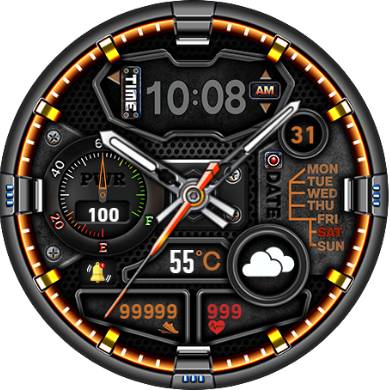 TIME 10:08 AM
31
MON
TUE
WED
THU
FRI
SAT
SUN
DATE
40
6
20
PWR
100
F
E
55°C
99999 999